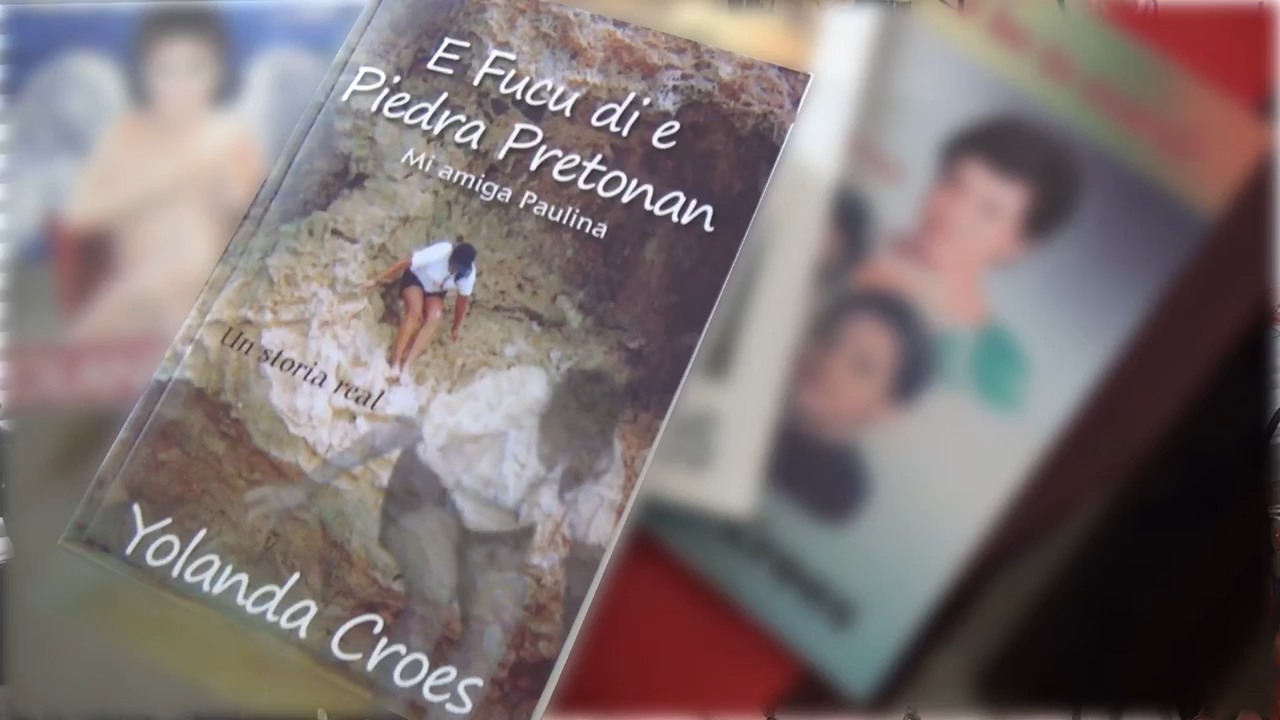 E Fucu di e
Piedra Pretonan
Mi amiga Paulina
Un storia real
Yolanda Croes